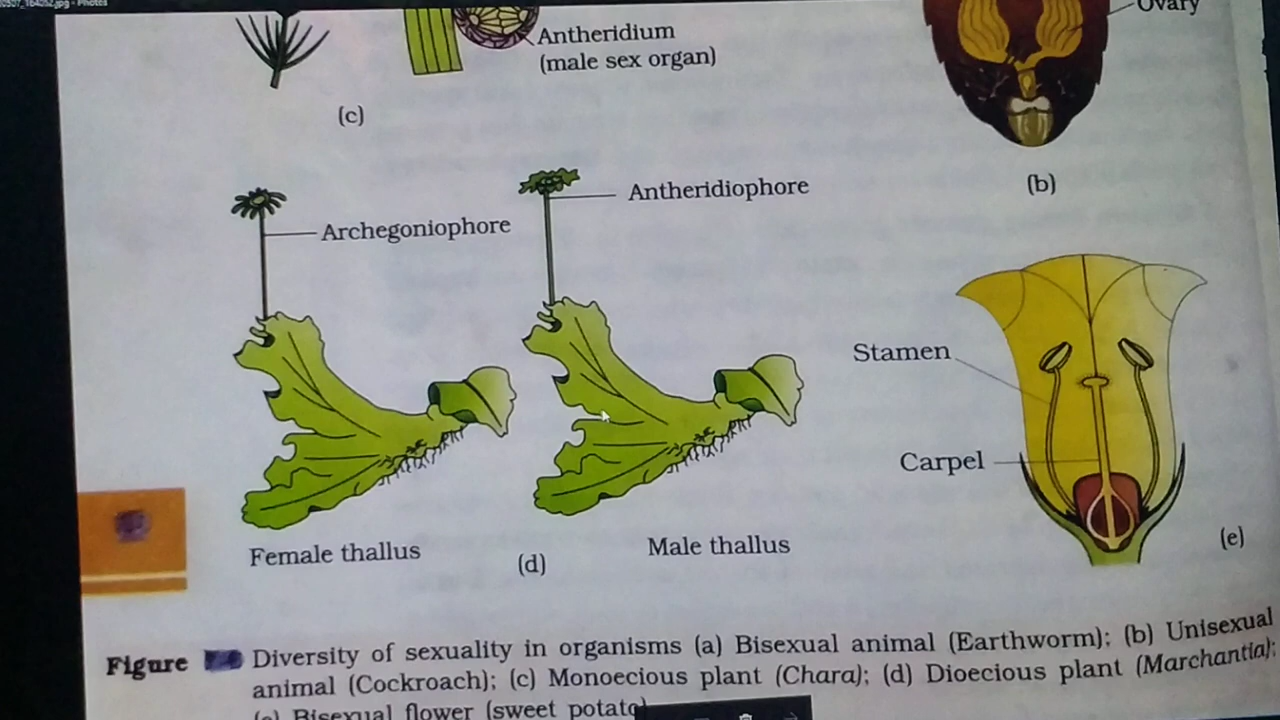 Ovary
Antheridium
(male sex organ)
(c)
(b)
Antheridiophore
Archegoniophore
Stamen
Carpel
(e)
Female thallus
(d)
Male thallus
Figure
Diversity of sexuality in organisms (a) Bisexual animal (Earthworm); (b) Unisexual
animal (Cockroach); (c) Monoecious plant (Chara); (d) Dioecious plant (Marchantia);
(e) Bisexual flower (sweet potato)